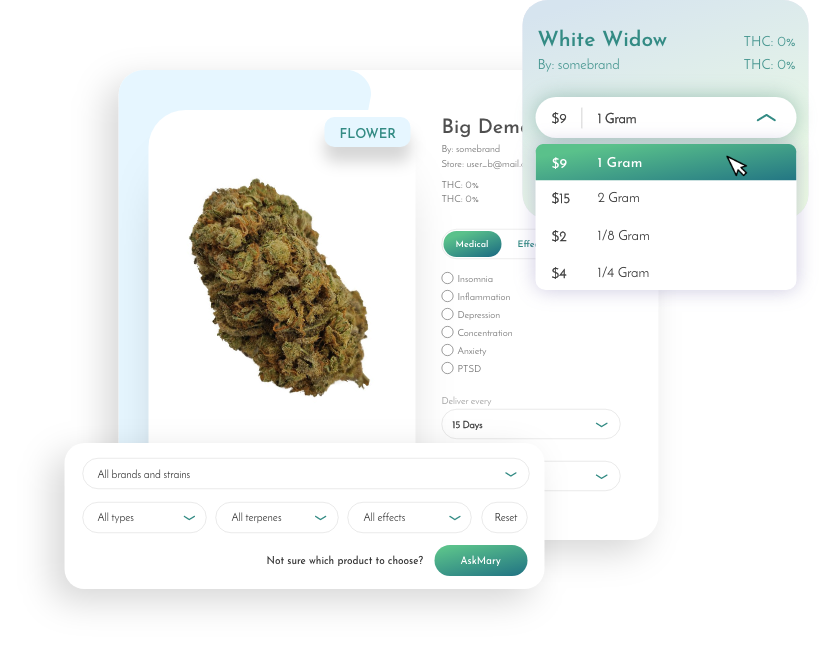 White Widow
THC: 0%
By: somebrand
THC: 0%
$9 1 Gram
$9 1 Gram
$15 2 Gram
$2 1/8 Gram
$4 1/4 Gram
FLOWER
Big Dem
By: somebrand
Store: user_b@mail.
THC: 0%
THC: 0%
Medical Effe
Insomnia
Inflammation
Depression
Concentration
Anxiety
PTSD
Deliver every
15 Days
All brands and strains
All types All terpenes All effects Reset
Not sure which product to choose? AskMary